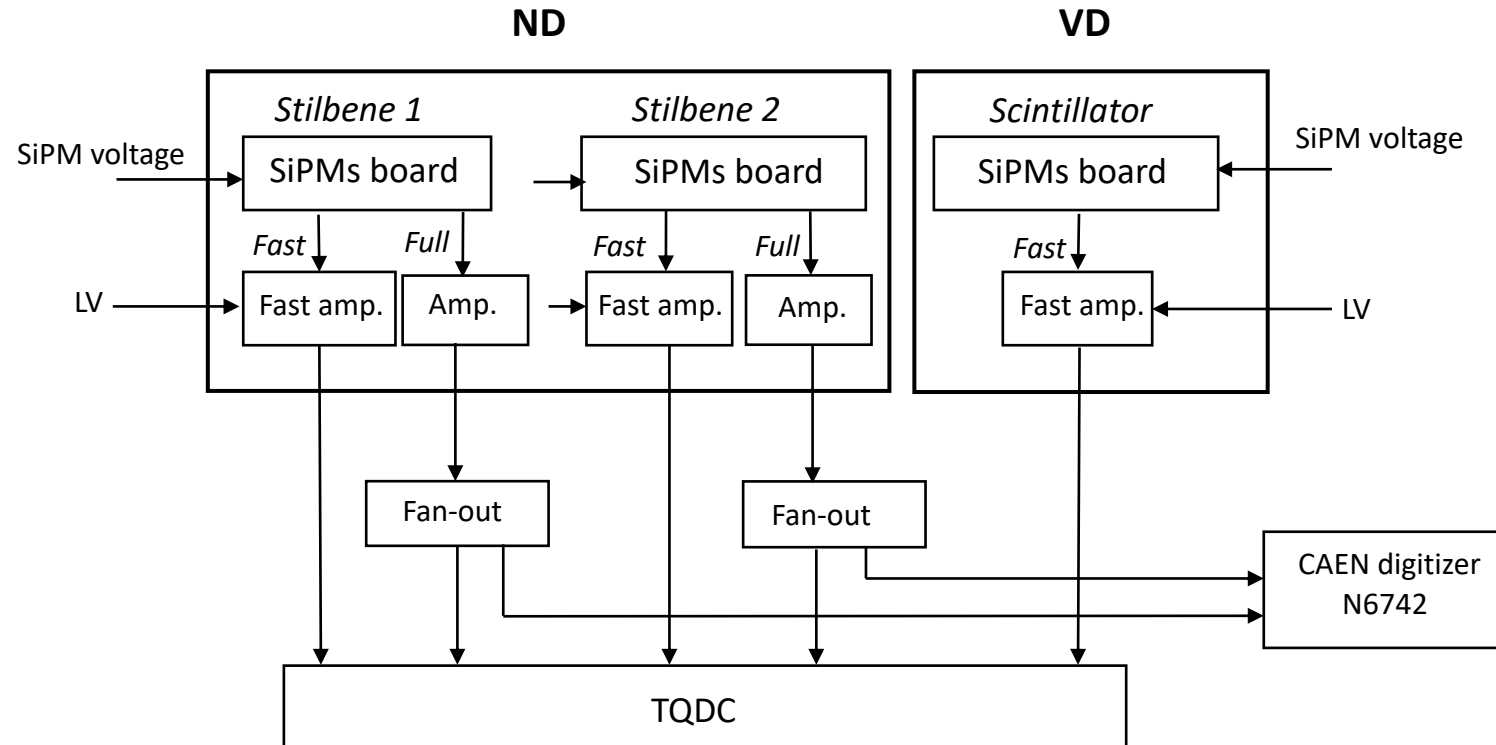 ND
VD
Stilbene 1
Stilbene 2
Scintillator
SiPM voltage
SiPMs board
SiPMs board
SiPMs board
SiPM voltage
Fast
Full
Fast
Full
Fast
LV
Fast amp.
Amp.
Fast amp.
Amp.
Fast amp.
LV
Fan-out
Fan-out
CAEN digitizer
N6742
TQDC